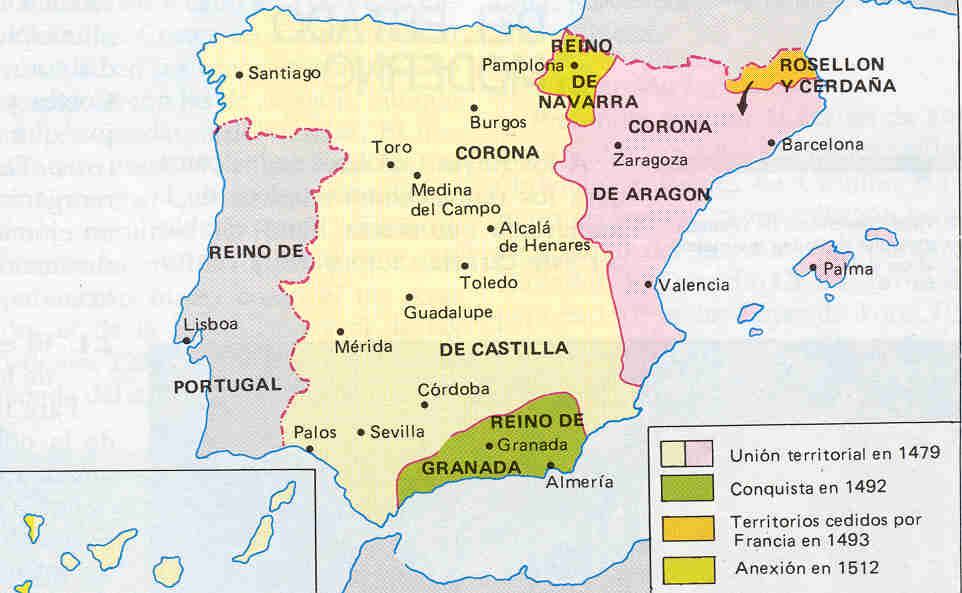 REINO
Pamplona
DE
NAVARRA
ROSELLON
Y CERDAÑA
Santiago
Burgos
CORONA
Zaragoza
Barcelona
DE ARAGON
Toro
CORONA
Medina
del Campo
Alcalá
de Henares
REINO DE
Toledo
Palma
Valencia
Guadalupe
Lisboa
Mérida
DE CASTILLA
PORTUGAL
Córdoba
REINO DE
Palos
Sevilla
Granada
GRANADA
Almería
Unión territorial en 1479
Conquista en 1492
Territorios cedidos por
Francia en 1493
Anexión en 1512